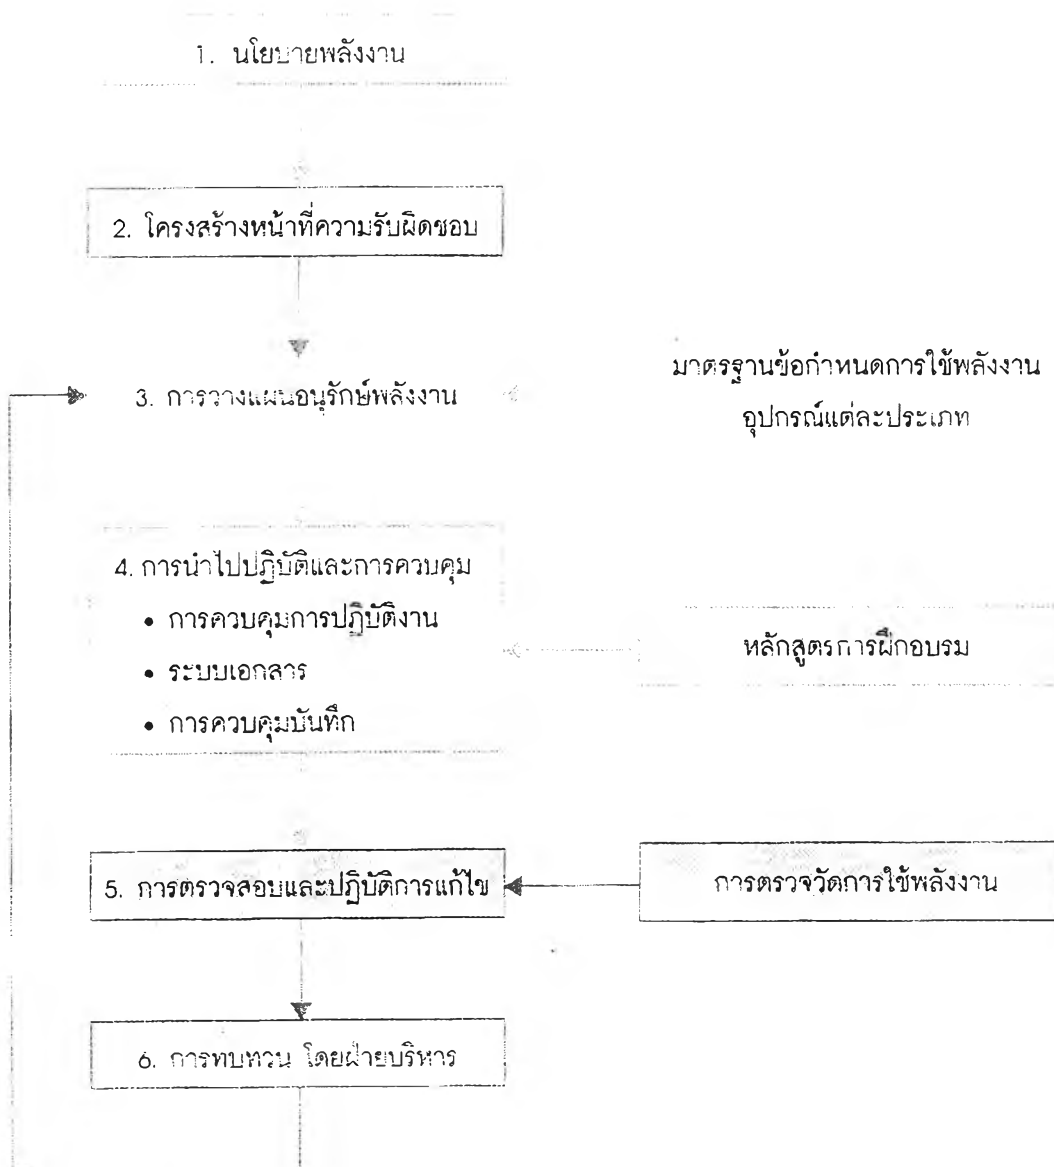 1. นโยบายพลังงาน
2. โครงสร้างหน้าที่ความรับผิดชอบ
3. การวางแผนอนุรักษ์พลังงาน
มาตรฐานข้อกำหนดการใช้พลังงาน
อุปกรณ์แต่ละประเภท
4. การนำไปปฏิบัติและการควบคุม
• การควบคุมการปฏิบัติงาน
• ระบบเอกสาร
• การควบคุมบันทึก
หลักสูตรการฝึกอบรม
5. การตรวจสอบและปฏิบัติการแก้ไข
การตรวจวัดการใช้พลังงาน
6. การทบทวน โดยฝ่ายบริหาร